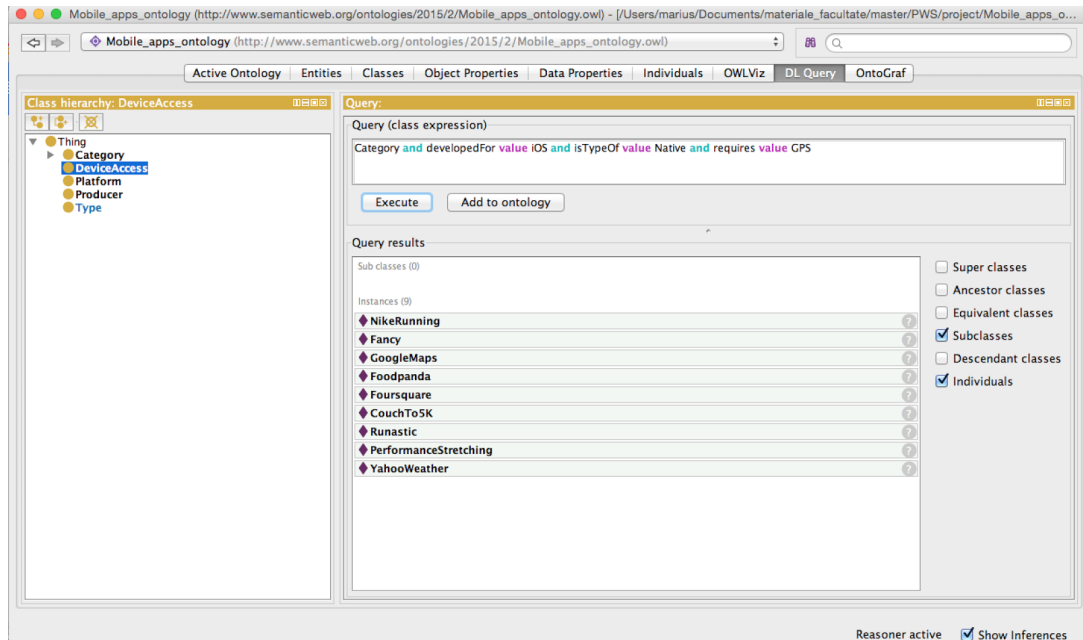 Mobile_apps_ontology (http://www.semanticweb.org/ontologies/2015/2/Mobile_apps_ontology.owl) - [/Users/marius/Documents/materiale_facultate/master/PWS/project/Mobile_apps_o...
Mobile_apps_ontology (http://www.semanticweb.org/ontologies/2015/2/Mobile_apps_ontology.owl)
Active Ontology Entities Classes Object Properties Data Properties Individuals OWLViz DL Query OntoGraf
Class hierarchy: DeviceAccess
Thing
Category
DeviceAccess
Platform
Producer
Type
Query:
Query (class expression)
Category and developedFor value iOS and isTypeOf value Native and requires value GPS
Execute Add to ontology
Query results
Sub classes (0)
Instances (9)
NikeRunning
Fancy
GoogleMaps
Foodpanda
Foursquare
CouchTo5K
Runastic
PerformanceStretching
YahooWeather
Super classes
Ancestor classes
Equivalent classes
Subclasses
Descendant classes
Individuals
Reasoner active Show Inferences